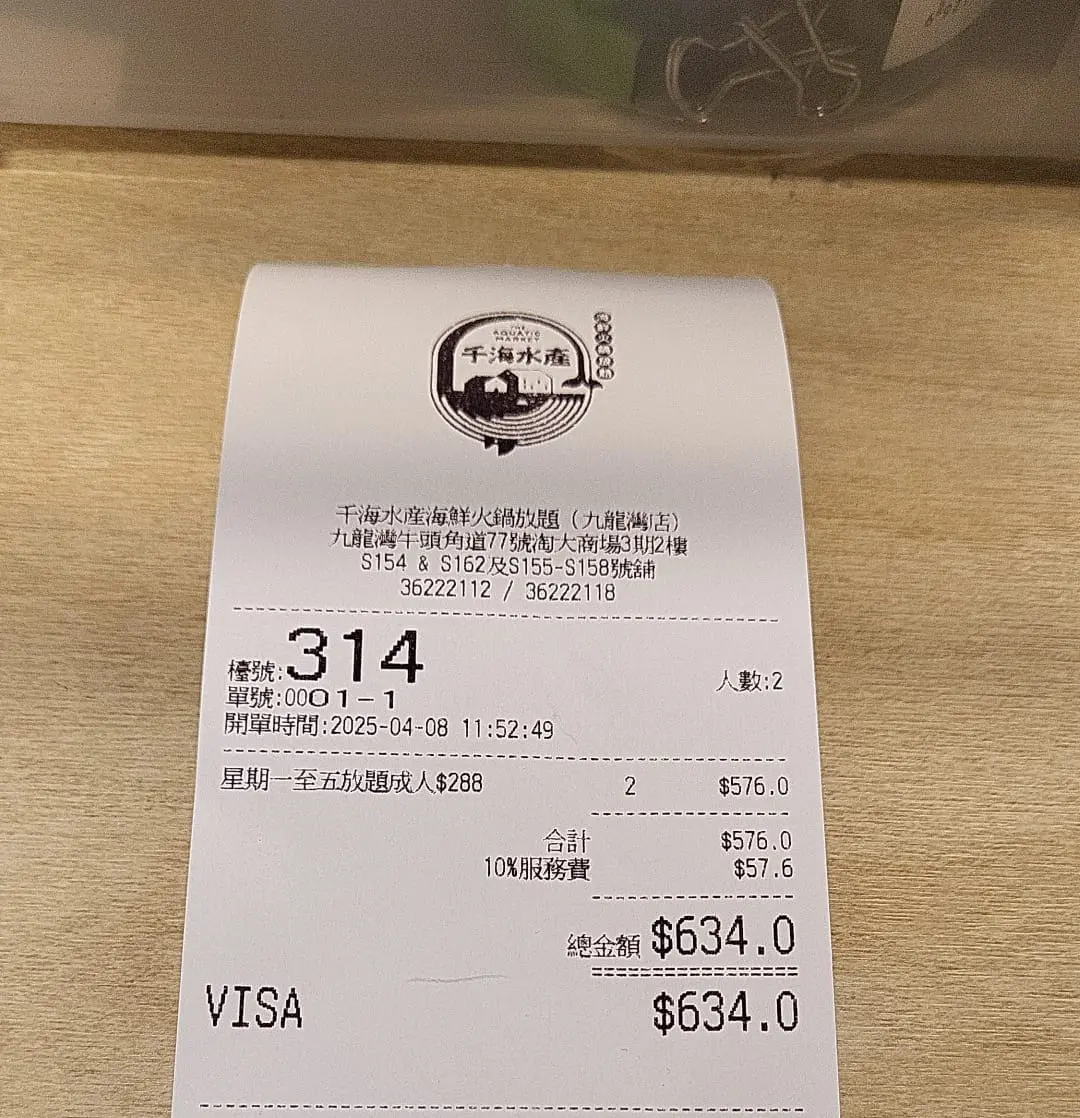 THE
AQUATIC
MARKET
千海水產
千海水產海鮮火鍋放題（九龍灣店）
九龍灣牛頭角道77號淘大商場3期2樓
S154 & S162及S155-S158號舖
36222112 / 36222118
檯號:314 人數:2
單號:0001-1
開單時間:2025-04-08 11:52:49
星期一至五放題成人$288 2 $576.0
合計 $576.0
10%服務費 $57.6
總金額 $634.0
VISA $634.0